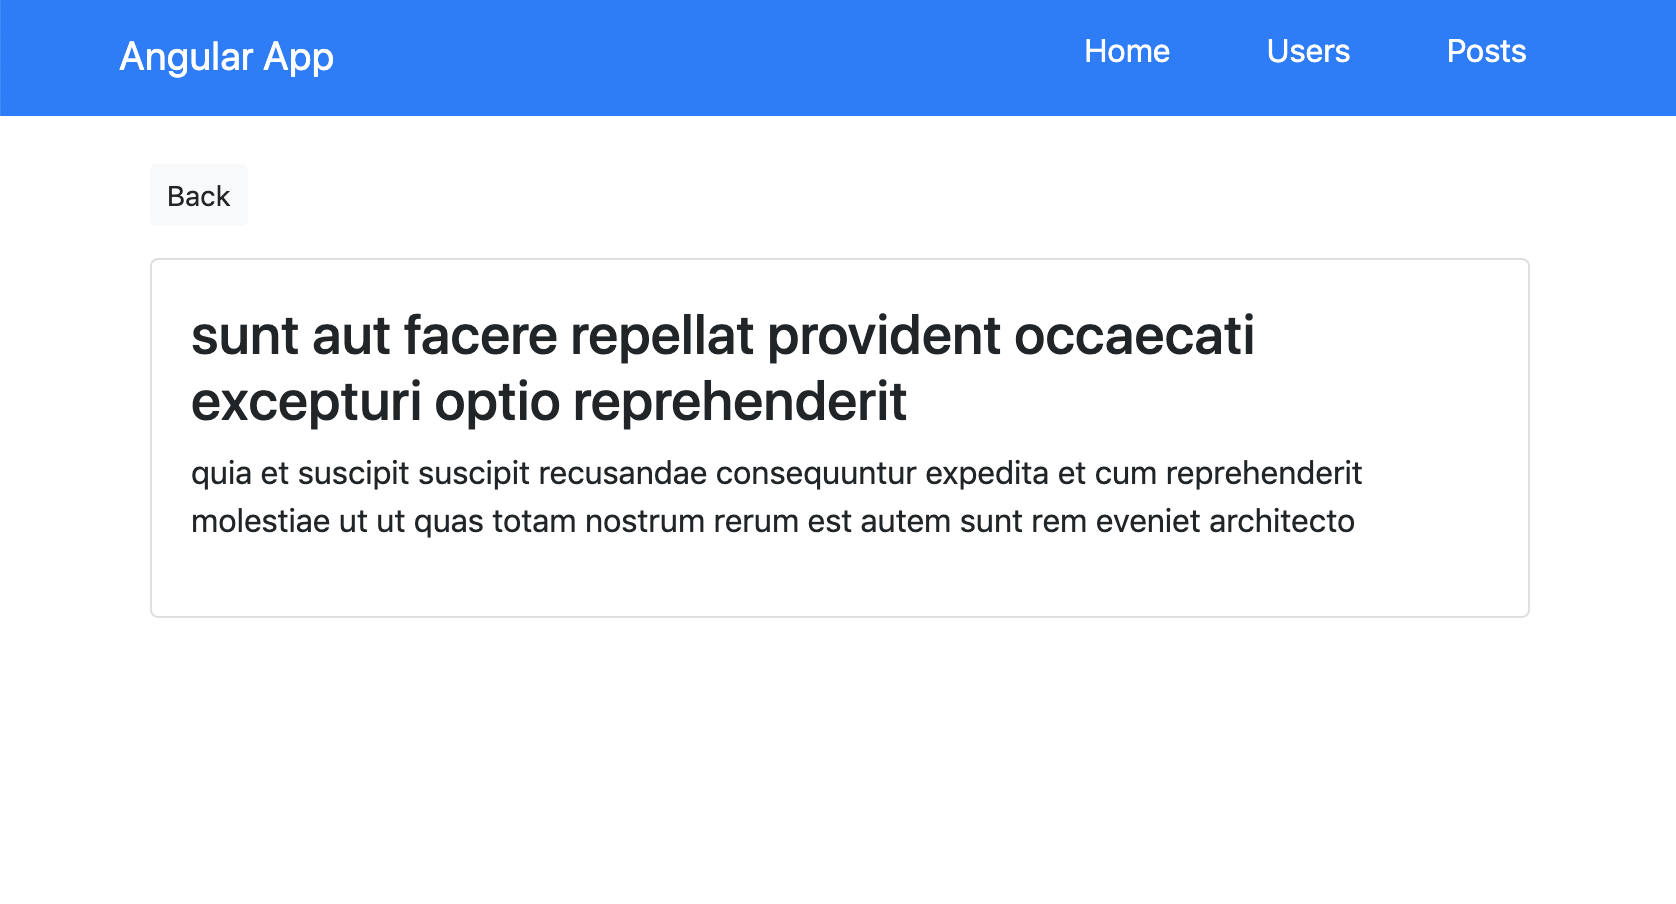 Angular App
Home Users Posts
Back
sunt aut facere repellat provident occaecati
excepturi optio reprehenderit
quia et suscipit suscipit recusandae consequuntur expedita et cum reprehenderit
molestiae ut ut quas totam nostrum rerum est autem sunt rem eveniet architecto